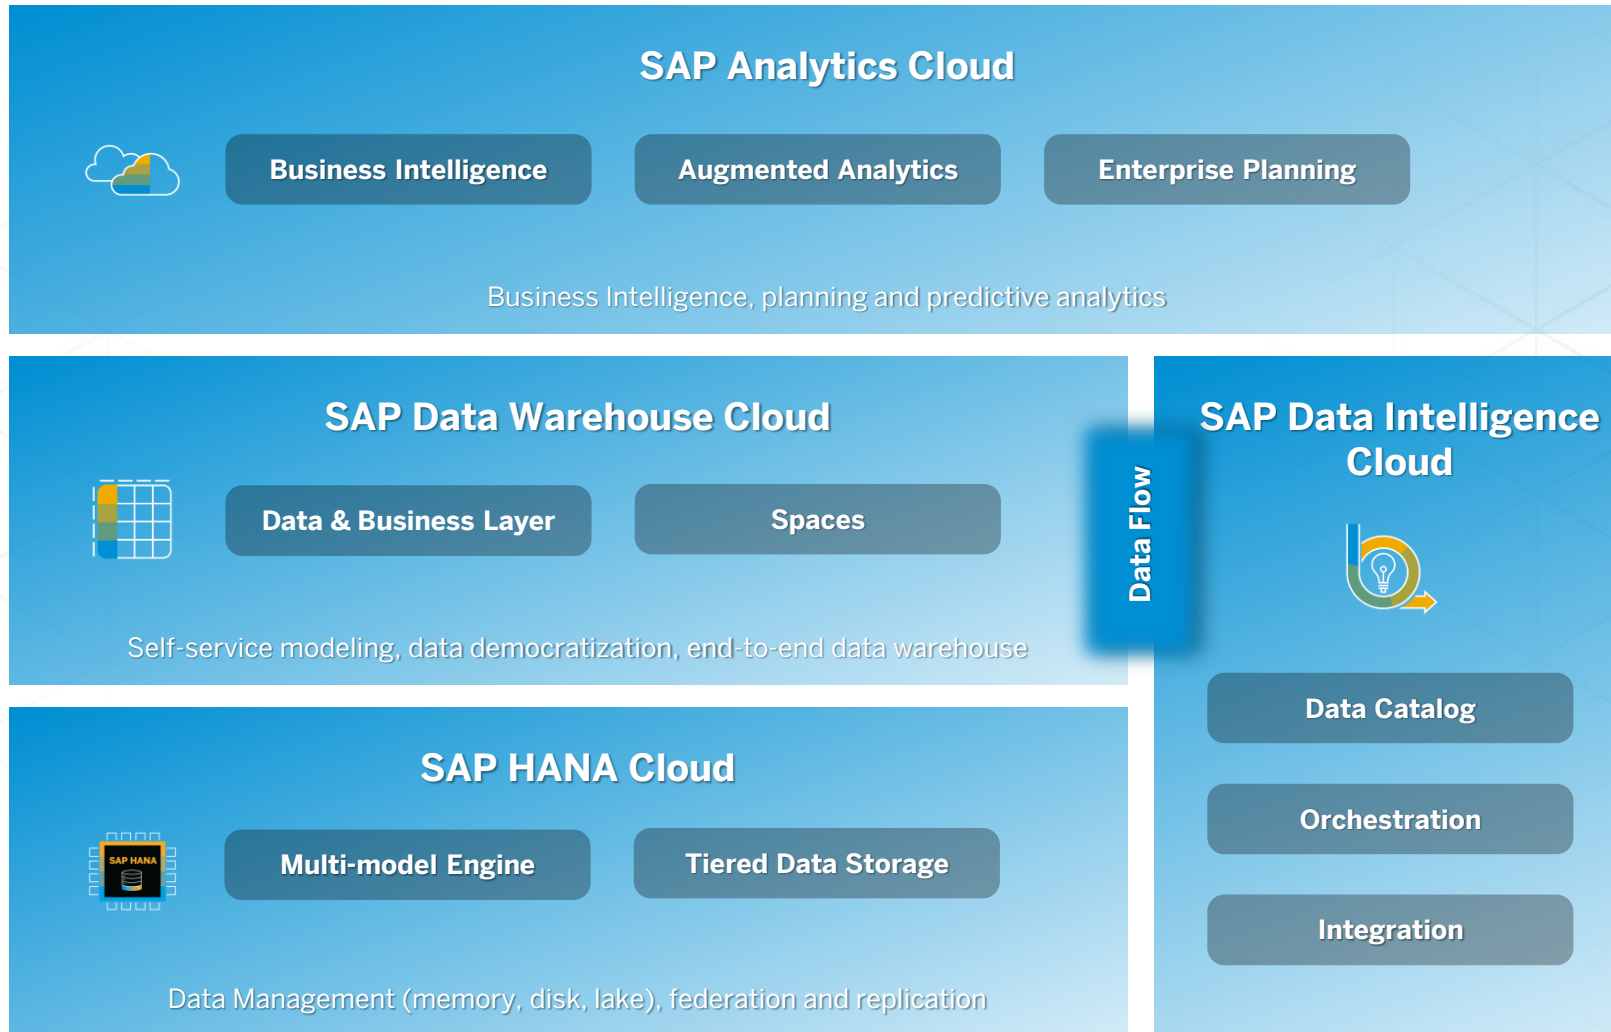 SAP Analytics Cloud
Business Intelligence
Augmented Analytics
Enterprise Planning
Business Intelligence, planning and predictive analytics
SAP Data Warehouse Cloud
Data & Business Layer
Spaces
Self-service modeling, data democratization, end-to-end data warehouse
Data Flow
SAP Data Intelligence
Cloud
Data Catalog
Orchestration
Integration
SAP HANA Cloud
SAP HANA
Multi-model Engine
Tiered Data Storage
Data Management (memory, disk, lake), federation and replication